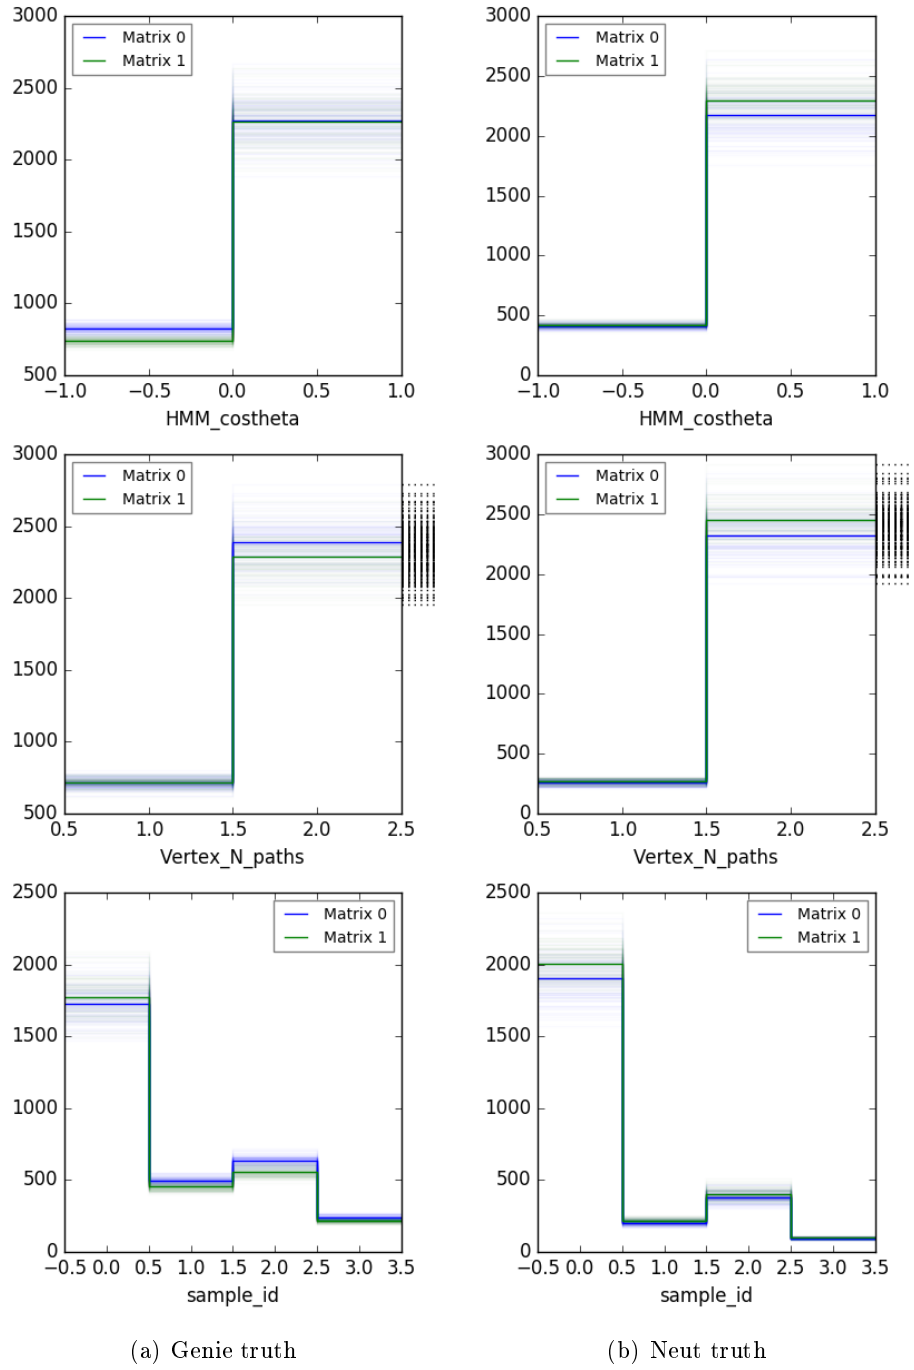 3000
2500
2000
1500
1000
500
Matrix 0
Matrix 1
−1.0 −0.5 0.0 0.5 1.0
HMM_costheta
3000
2500
2000
1500
1000
500
0
Matrix 0
Matrix 1
−1.0 −0.5 0.0 0.5 1.0
HMM_costheta
3000
2500
2000
1500
1000
500
Matrix 0
Matrix 1
0.5 1.0 1.5 2.0 2.5
Vertex_N_paths
3000
2500
2000
1500
1000
500
0
Matrix 0
Matrix 1
0.5 1.0 1.5 2.0 2.5
Vertex_N_paths
2500
2000
1500
1000
500
0
Matrix 0
Matrix 1
−0.5 0.0 0.5 1.0 1.5 2.0 2.5 3.0 3.5
sample_id
2500
2000
1500
1000
500
0
Matrix 0
Matrix 1
−0.5 0.0 0.5 1.0 1.5 2.0 2.5 3.0 3.5
sample_id
(a) Genie truth
(b) Neut truth